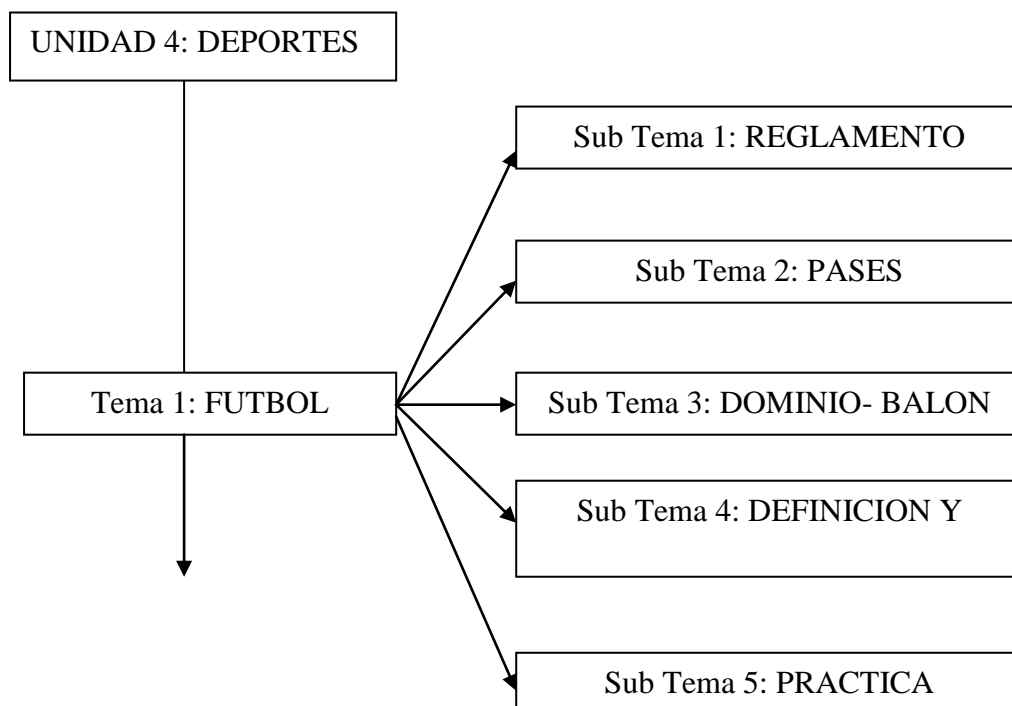 UNIDAD 4: DEPORTES
Sub Tema 1: REGLAMENTO
Sub Tema 2: PASES
Tema 1: FUTBOL
Sub Tema 3: DOMINIO- BALON
Sub Tema 4: DEFINICION Y
Sub Tema 5: PRACTICA